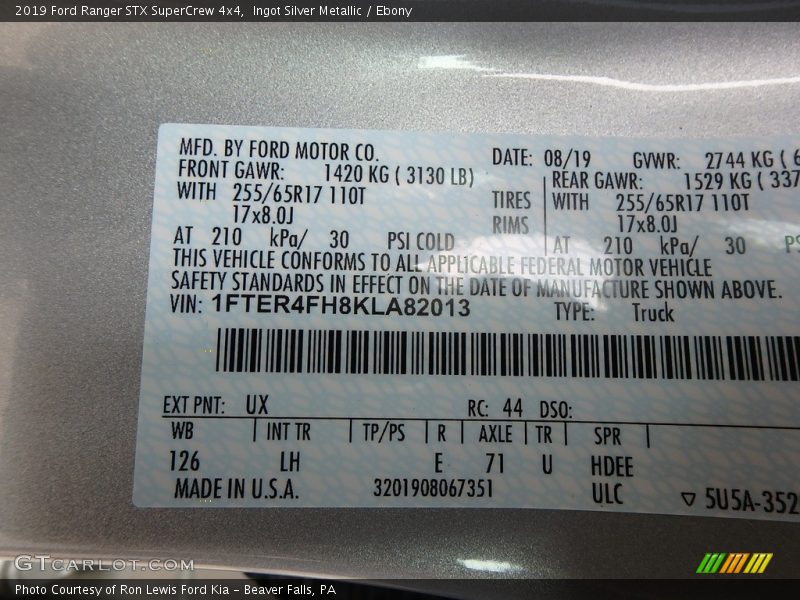 2019 Ford Ranger STX SuperCrew 4x4,  Ingot Silver Metallic / Ebony
MFD. BY FORD MOTOR CO. DATE: 08/19 GVWR: 2744 KG ( 6
FRONT GAWR: 1420 KG ( 3130 LB) REAR GAWR: 1529 KG ( 337
WITH 255/65R17 110T TIRES WITH 255/65R17 110T
17x8.0J RIMS 17x8.0J
AT 210 kPa/ 30 PSI COLD AT 210 kPa/ 30 PS
THIS VEHICLE CONFORMS TO ALL APPLICABLE FEDERAL MOTOR VEHICLE
SAFETY STANDARDS IN EFFECT ON THE DATE OF MANUFACTURE SHOWN ABOVE.
VIN: 1FTER4FH8KLA82013 TYPE: Truck
EXT PNT: UX RC: 44 DSO:
WB INT TR TP/PS R AXLE TR SPR
126 LH E 71 U HDEE
MADE IN U.S.A. 3201908067351 ULC ▽ 5U5A-352
GTCARLOT.COM
Photo Courtesy of Ron Lewis Ford Kia - Beaver Falls, PA